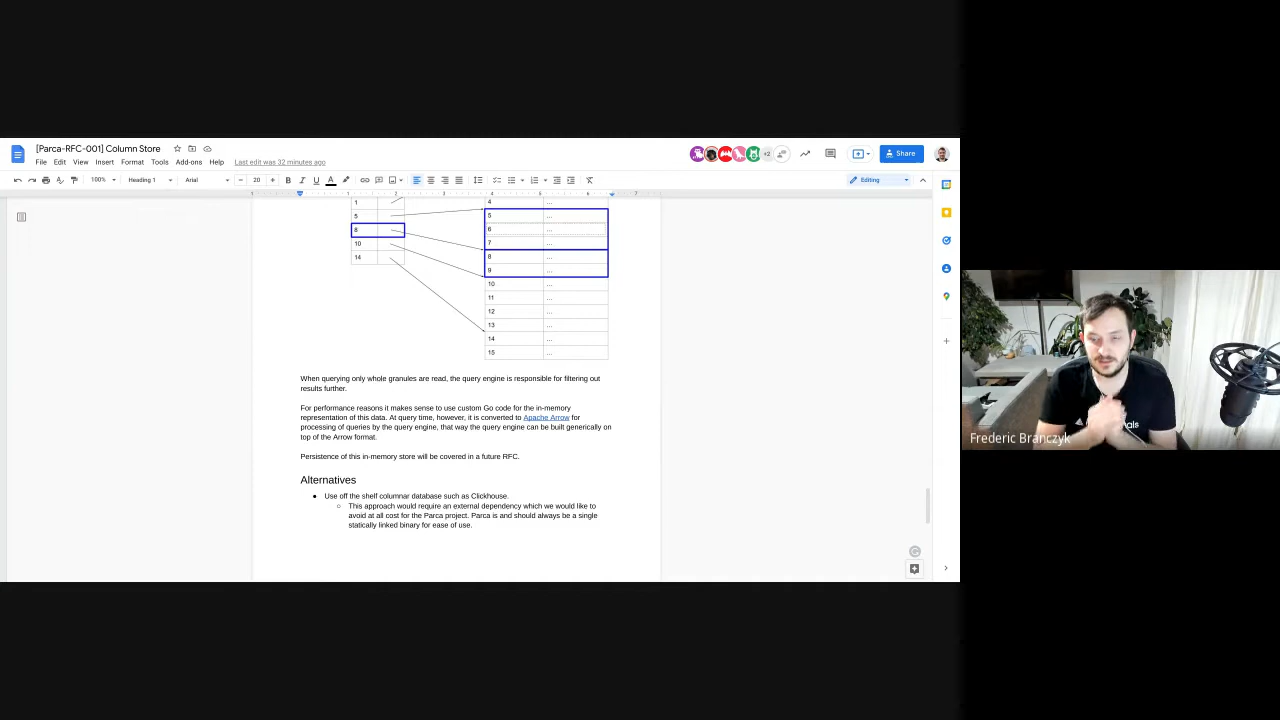 [Parca-RFC-001] Column Store
File Edit View Insert Format Tools Add-ons Help Last edit was 32 minutes ago
+2
Share
100% Heading 1 Arial 20 Editing
1 1 2 3 4 5 6 7
1 4 ...
5 5 ...
8 6 ...
10 7 ...
14 8 ...
9 ...
10 ...
11 ...
12 ...
13 ...
14 ...
15 ...
When querying only whole granules are read, the query engine is responsible for filtering out
results further.
For performance reasons it makes sense to use custom Go code for the in-memory
representation of this data. At query time, however, it is converted to Apache Arrow for
processing of queries by the query engine, that way the query engine can be built generically on
top of the Arrow format.
Persistence of this in-memory store will be covered in a future RFC.
Alternatives
● Use off the shelf columnar database such as Clickhouse.
○ This approach would require an external dependency which we would like to
avoid at all cost for the Parca project. Parca is and should always be a single
statically linked binary for ease of use.
Frederic Branczyk